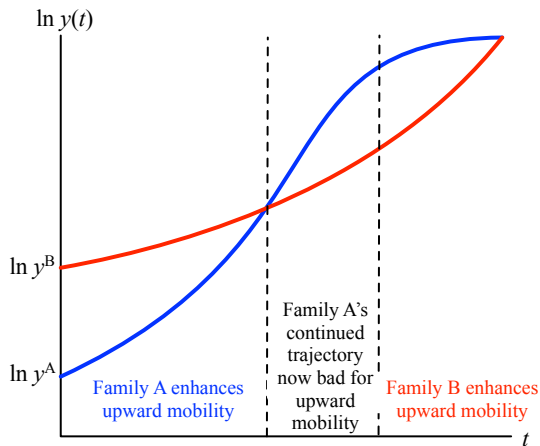 ln y(t)
ln yᴮ
ln yᴬ
Family A enhances
upward mobility
Family A’s
continued
trajectory
now bad for
upward
mobility
Family B enhances
upward mobility
t